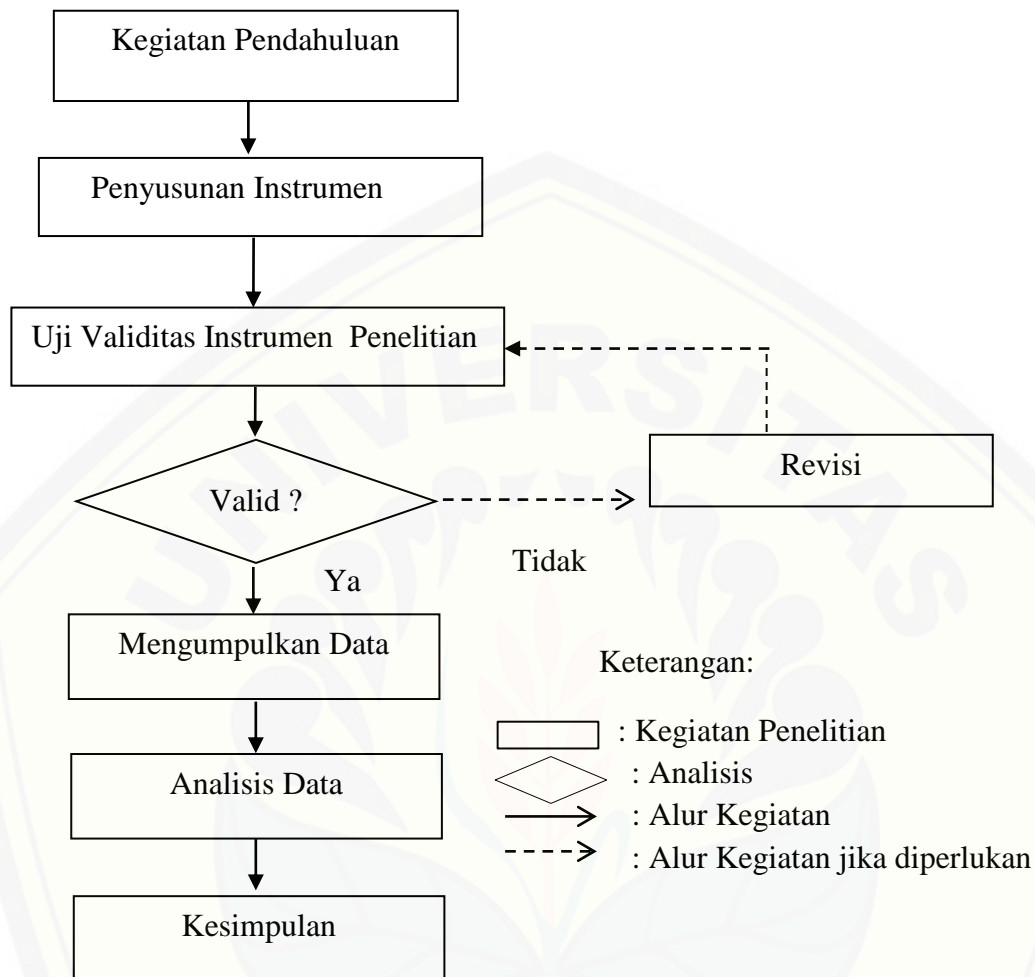 Kegiatan Pendahuluan
Penyusunan Instrumen
Uji Validitas Instrumen Penelitian
Valid ?
Revisi
Tidak
Ya
Mengumpulkan Data
Analisis Data
Kesimpulan
Keterangan:
: Kegiatan Penelitian
: Analisis
: Alur Kegiatan
: Alur Kegiatan jika diperlukan
UNIVERSITAS